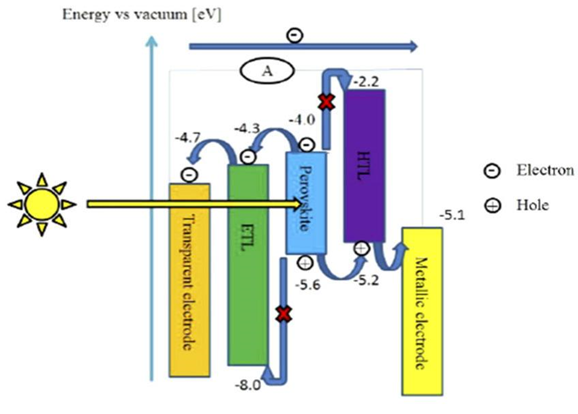 Energy vs vacuum [eV]
A
-2.2
-4.0
-4.3
-4.7
HTL
Perovskite
Electron
Hole
ETL
Transparent electrode
-5.1
Metallic electrode
-5.6
-5.2
-8.0